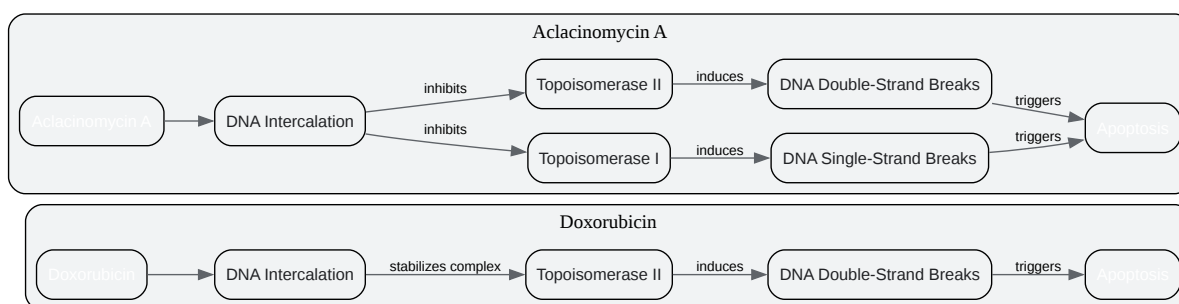 Aclacinomycin A
Aclacinomycin A
DNA Intercalation
inhibits
inhibits
Topoisomerase II
Topoisomerase I
induces
induces
DNA Double-Strand Breaks
DNA Single-Strand Breaks
triggers
triggers
Apoptosis
Doxorubicin
Doxorubicin
DNA Intercalation
stabilizes complex
Topoisomerase II
induces
DNA Double-Strand Breaks
triggers
Apoptosis